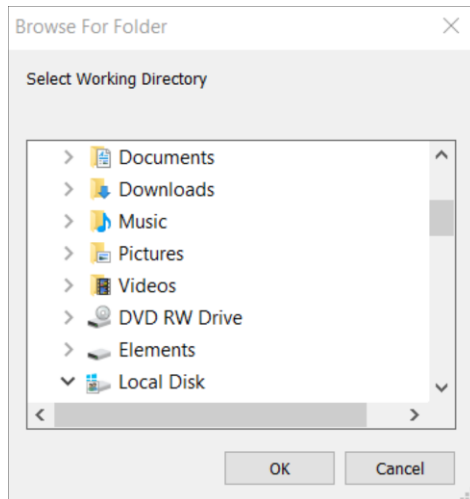 Browse For Folder
Select Working Directory
Documents
Downloads
Music
Pictures
Videos
DVD RW Drive
Elements
Local Disk
OK
Cancel